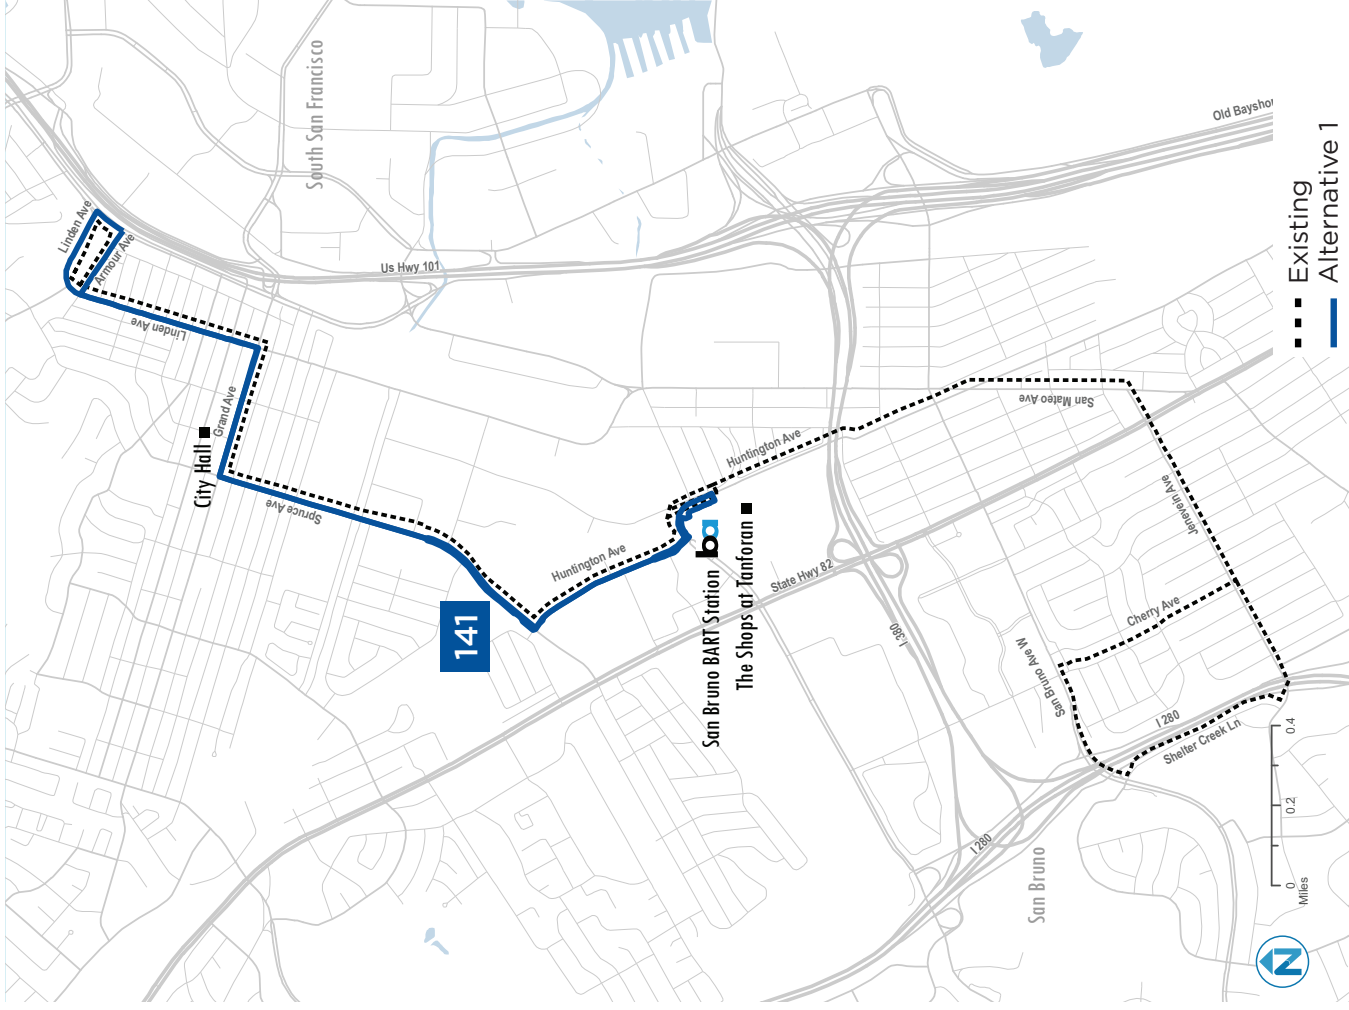 South San Francisco
Linden Ave
Armour Ave
Linden Ave
Us Hwy 101
Old Bayshor
Grand Ave
City Hall
Spruce Ave
141
Huntington Ave
Huntington Ave
San Bruno BART Station
ba
The Shops at Tanforan
State Hwy 82
I 380
San Mateo Ave
Jenevein Ave
Cherry Ave
San Bruno Ave W
I 280
Shelter Creek Ln
I 280
San Bruno
Existing
Alternative 1
0 0.2 0.4
Miles
N